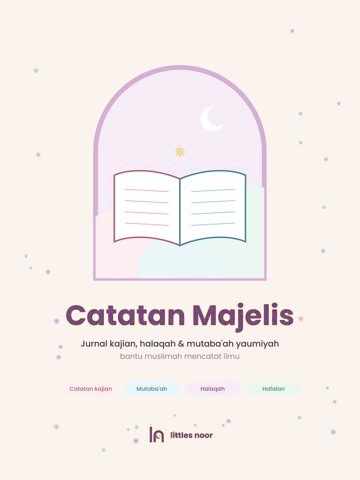 Catatan Majelis
Jurnal kajian, halaqah & mutaba'ah yaumiyah
bantu muslimah mencatat ilmu
Catatan kajian
Mutaba'ah
Halaqah
Hafalan
ln littles noor